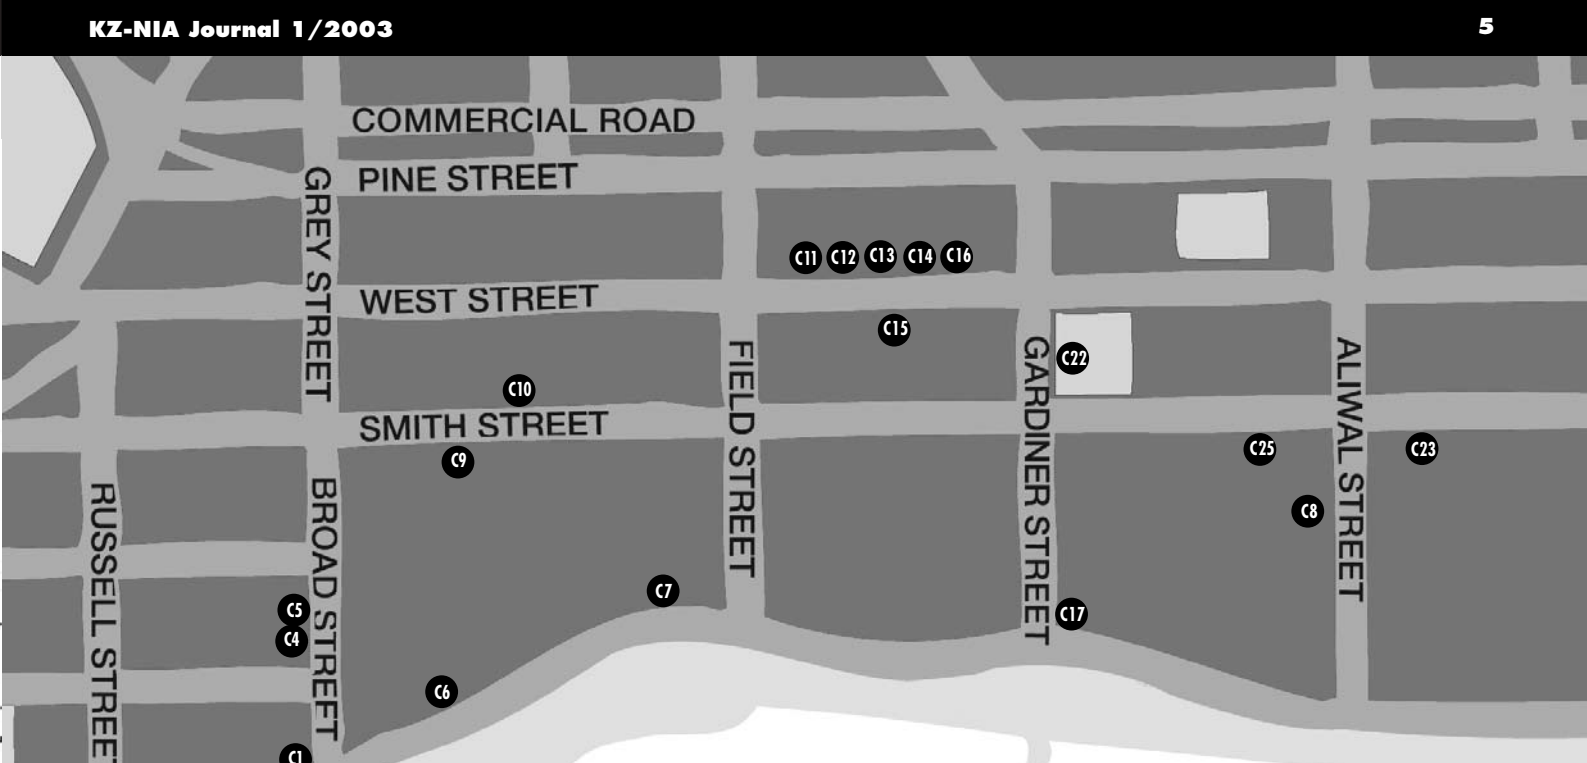 KZ-NIA Journal 1/2003
5
COMMERCIAL ROAD
PINE STREET
GREY STREET
C11 C12 C13 C14 C16
WEST STREET
C15
FIELD STREET
GARDINER STREET
C22
ALIWAL STREET
C10
SMITH STREET
C9
C25
C23
RUSSELL STREET
BROAD STREET
C8
C7
C5
C17
C4
C6
C1